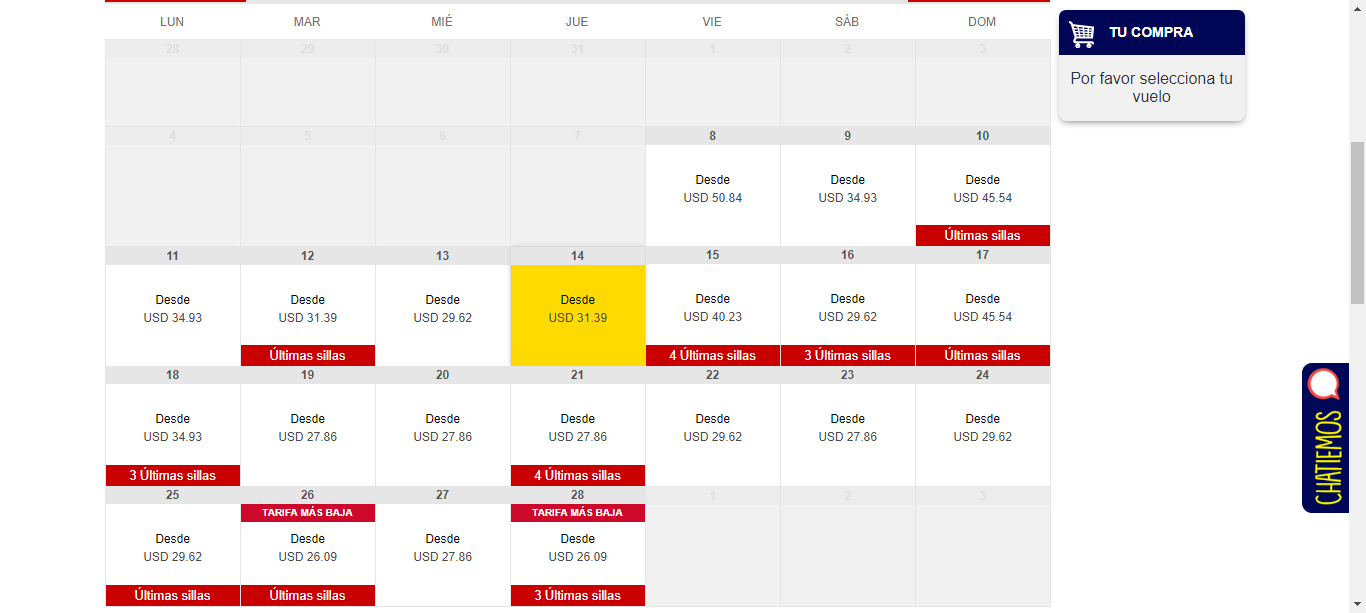 LUN MAR MIÉ JUE VIE SÁB DOM
TU COMPRA
Por favor selecciona tu
vuelo
28 29 30 31 1 2 3
4 5 6 7 8 9 10
Desde Desde Desde
USD 50.84 USD 34.93 USD 45.54
Últimas sillas
11 12 13 14 15 16 17
Desde Desde Desde Desde Desde Desde Desde
USD 34.93 USD 31.39 USD 29.62 USD 31.39 USD 40.23 USD 29.62 USD 45.54
Últimas sillas 4 Últimas sillas 3 Últimas sillas Últimas sillas
18 19 20 21 22 23 24
Desde Desde Desde Desde Desde Desde Desde
USD 34.93 USD 27.86 USD 27.86 USD 27.86 USD 29.62 USD 27.86 USD 29.62
3 Últimas sillas 4 Últimas sillas
25 26 27 28 1 2 3
TARIFA MÁS BAJA TARIFA MÁS BAJA
Desde Desde Desde Desde
USD 29.62 USD 26.09 USD 27.86 USD 26.09
Últimas sillas Últimas sillas 3 Últimas sillas
CHATIEMOS